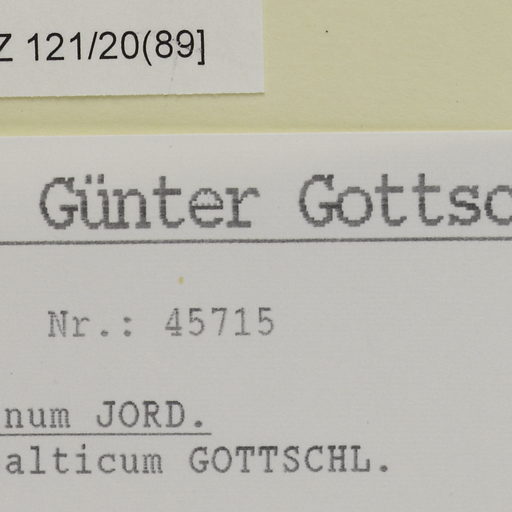 Z 121/20(89]
Günter Gottsc
Nr.: 45715
num JORD.
alticum GOTTSCHL.